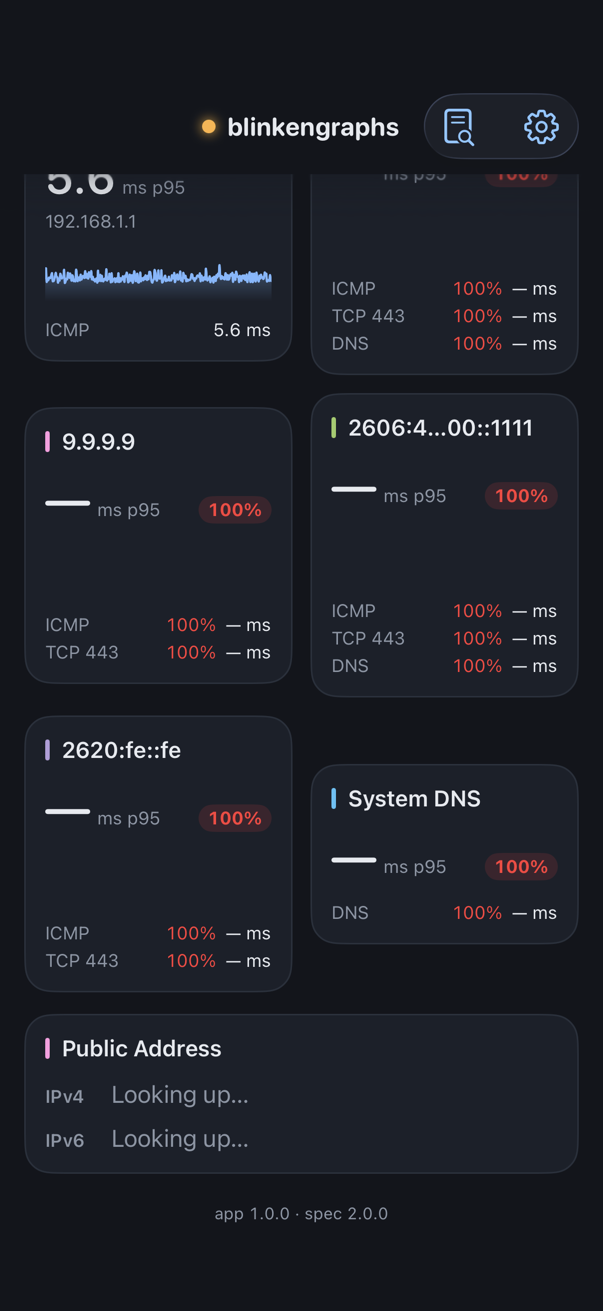 blinkengraphs
5.6 ms p95
192.168.1.1
ICMP 5.6 ms
ms p95 100%
ICMP 100% — ms
TCP 443 100% — ms
DNS 100% — ms
9.9.9.9
— ms p95 100%
ICMP 100% — ms
TCP 443 100% — ms
2606:4...00::1111
— ms p95 100%
ICMP 100% — ms
TCP 443 100% — ms
DNS 100% — ms
2620:fe::fe
— ms p95 100%
ICMP 100% — ms
TCP 443 100% — ms
System DNS
— ms p95 100%
DNS 100% — ms
Public Address
IPv4 Looking up...
IPv6 Looking up...
app 1.0.0 · spec 2.0.0